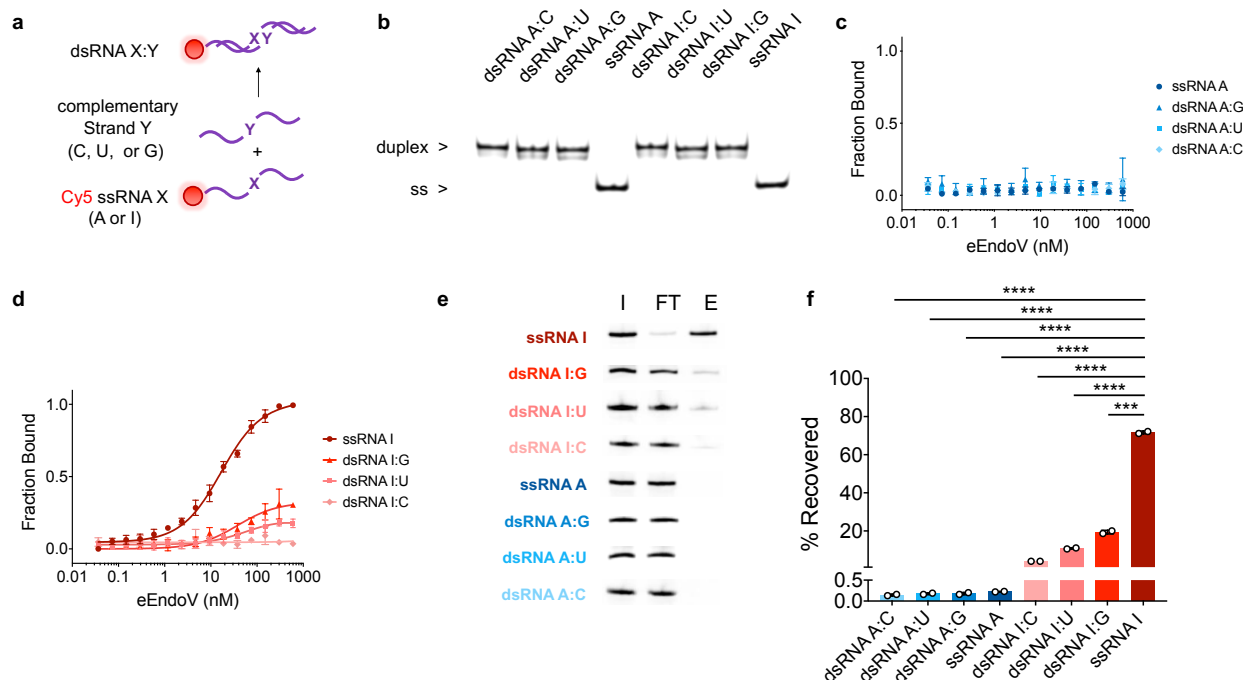 a
dsRNA X:Y
X Y
complementary
Strand Y
(C, U, or G)
Y
+
Cy5 ssRNA X
(A or I)
X
b
dsRNA A:C
dsRNA A:U
dsRNA A:G
ssRNA A
dsRNA I:C
dsRNA I:U
dsRNA I:G
ssRNA I
duplex >
ss >
c
Fraction Bound
1.0
0.5
0.0
0.01 0.1 1 10 100 1000
eEndoV (nM)
ssRNA A
dsRNA A:G
dsRNA A:U
dsRNA A:C
d
Fraction Bound
1.0
0.5
0.0
0.01 0.1 1 10 100 1000
eEndoV (nM)
ssRNA I
dsRNA I:G
dsRNA I:U
dsRNA I:C
e
I FT E
ssRNA I
dsRNA I:G
dsRNA I:U
dsRNA I:C
ssRNA A
dsRNA A:G
dsRNA A:U
dsRNA A:C
f
****
****
****
****
****
****
***
% Recovered
100
80
60
40
20
0.5
0.0
dsRNA A:C
dsRNA A:U
dsRNA A:G
ssRNA A
dsRNA I:C
dsRNA I:U
dsRNA I:G
ssRNA I